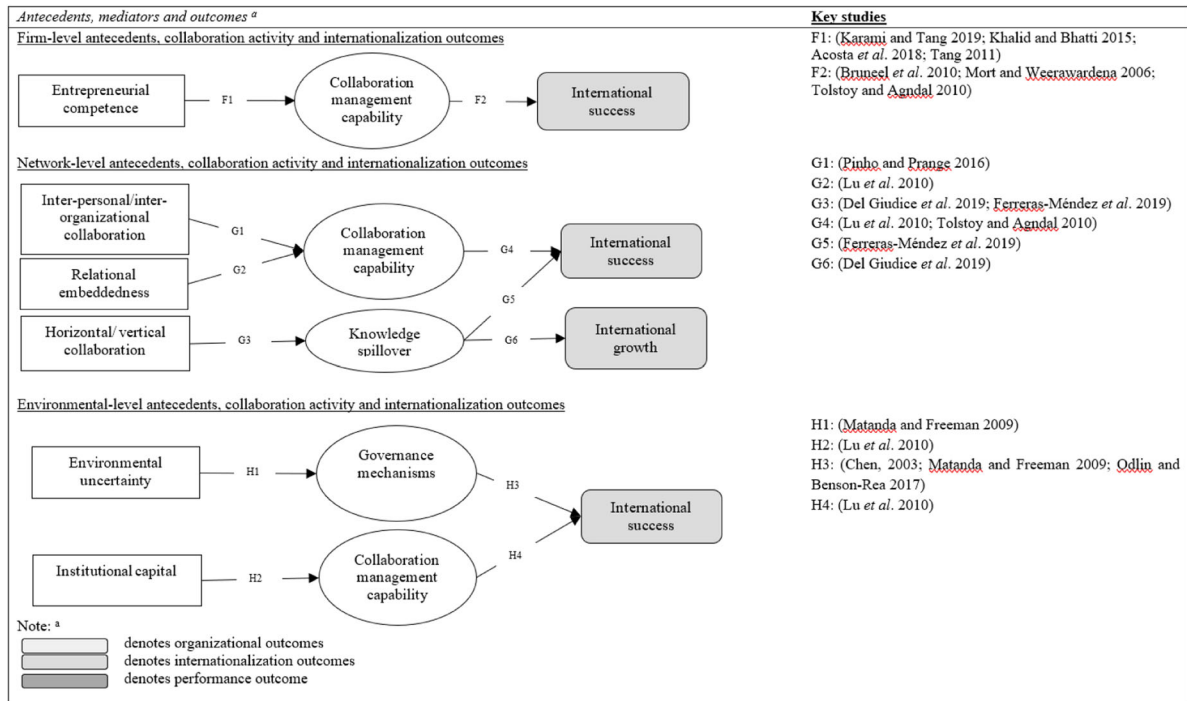 Antecedents, mediators and outcomes ᵃ
Key studies
Firm-level antecedents, collaboration activity and internationalization outcomes
Entrepreneurial
competence
F1
Collaboration
management
capability
F2
International
success
F1: (Karami and Tang 2019; Khalid and Bhatti 2015;
Acosta et al. 2018; Tang 2011)
F2: (Bruneel et al. 2010; Mort and Weerawardena 2006;
Tolstoy and Agndal 2010)
Network-level antecedents, collaboration activity and internationalization outcomes
Inter-personal/inter-
organizational
collaboration
G1
Relational
embeddedness
G2
Collaboration
management
capability
G4
International
success
Horizontal/ vertical
collaboration
G3
Knowledge
spillover
G5
G6
International
growth
G1: (Pinho and Prange 2016)
G2: (Lu et al. 2010)
G3: (Del Giudice et al. 2019; Ferreras-Méndez et al. 2019)
G4: (Lu et al. 2010; Tolstoy and Agndal 2010)
G5: (Ferreras-Méndez et al. 2019)
G6: (Del Giudice et al. 2019)
Environmental-level antecedents, collaboration activity and internationalization outcomes
Environmental
uncertainty
H1
Governance
mechanisms
H3
International
success
Institutional capital
H2
Collaboration
management
capability
H4
H1: (Matanda and Freeman 2009)
H2: (Lu et al. 2010)
H3: (Chen, 2003; Matanda and Freeman 2009; Odlin and
Benson-Rea 2017)
H4: (Lu et al. 2010)
Note: ᵃ
denotes organizational outcomes
denotes internationalization outcomes
denotes performance outcome